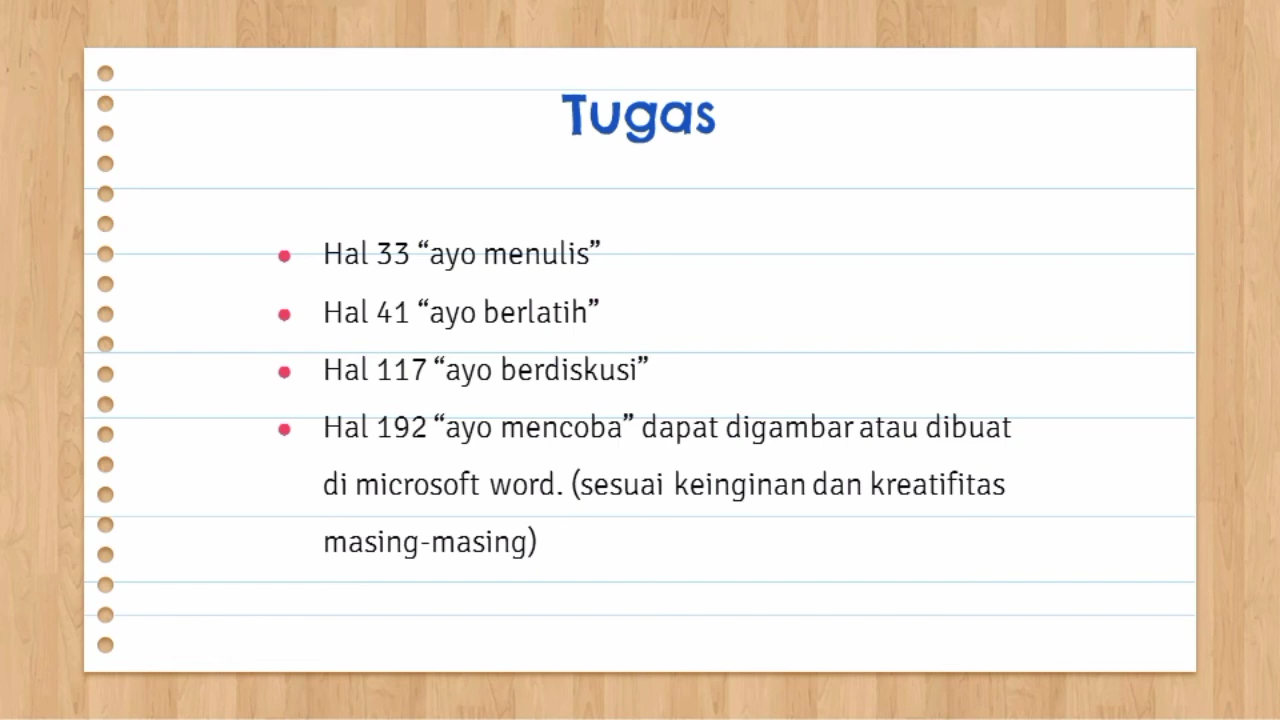 Tugas
Hal 33 “ayo menulis”
Hal 41 “ayo berlatih”
Hal 117 “ayo berdiskusi”
Hal 192 “ayo mencoba” dapat digambar atau dibuat
di microsoft word. (sesuai keinginan dan kreatifitas
masing-masing)